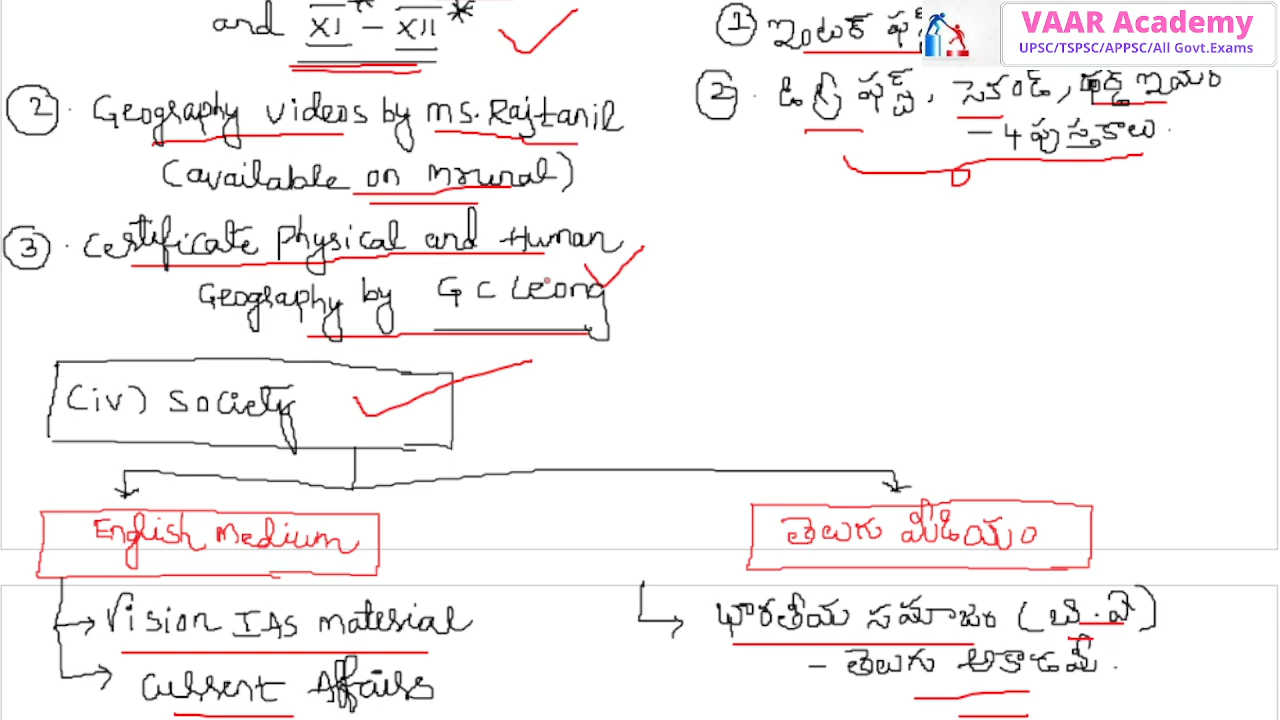 and XI* - XII*
② · Geography videos by ms. Rajtanil
(available on mrunal)
③ · Certificate Physical and Human
Geography by G C Leong
① ఇంటర్ ఫస్ట్
② · డిగ్రీ ఫస్ట్, సెకండ్, థర్డ్ ఇయర్
- 4 పుస్తకాలు.
VAAR Academy
UPSC/TSPSC/APPSC/All Govt.Exams
(iv) Society
English Medium
తెలుగు మీడియం
Vision IAS material
Current Affairs
భారతీయ సమాజం (బి.ఏ)
- తెలుగు అకాడమీ.